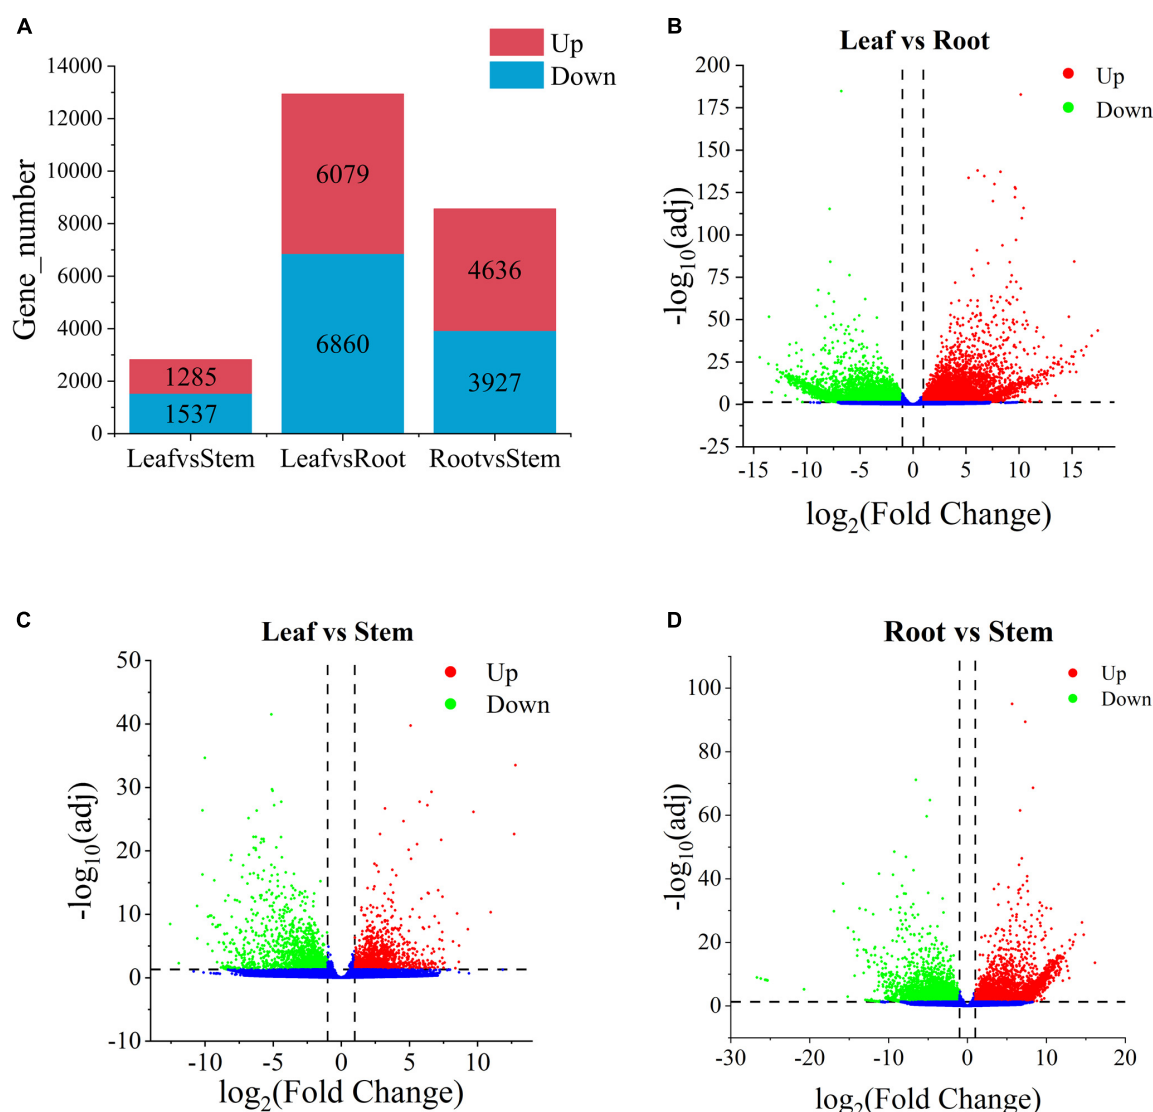 A
Up
Down
14000
12000
10000
8000
6000
4000
2000
0
Gene_number
6079
6860
4636
3927
1285
1537
LeafvsStem LeafvsRoot RootvsStem
B
Leaf vs Root
Up
Down
200
175
150
125
100
75
50
25
0
-25
-log10(adj)
-15 -10 -5 0 5 10 15
log2(Fold Change)
C
Leaf vs Stem
Up
Down
50
40
30
20
10
0
-10
-log10(adj)
-10 -5 0 5 10
log2(Fold Change)
D
Root vs Stem
Up
Down
100
80
60
40
20
0
-log10(adj)
-30 -20 -10 0 10 20
log2(Fold Change)